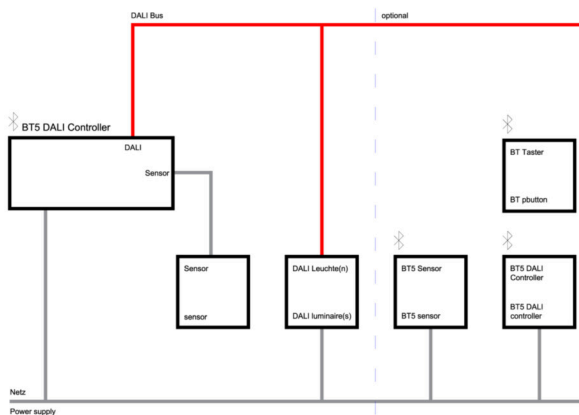 DALI Bus
optional
BT5 DALI Controller
DALI
Sensor
BT Taster
BT pbutton
Sensor
sensor
DALI Leuchte(n)
DALI luminaire(s)
BT5 Sensor
BT5 sensor
BT5 DALI
Controller
BT5 DALI
controller
Netz
Power supply